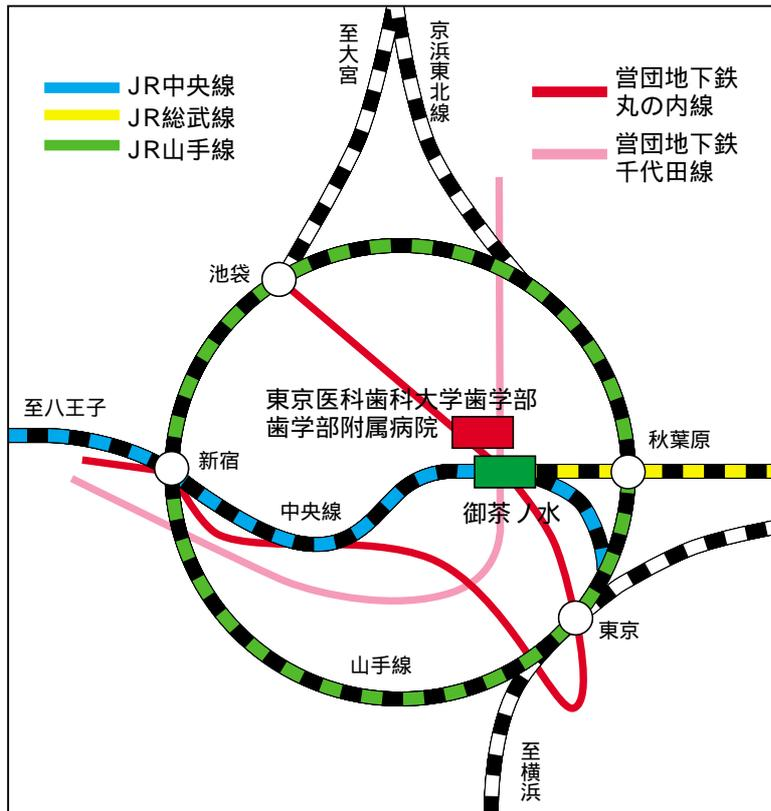 至大宮
京浜東北線
JR中央線
JR総武線
JR山手線
営団地下鉄
丸の内線
営団地下鉄
千代田線
池袋
東京医科歯科大学歯学部
歯学部附属病院
至八王子
新宿
秋葉原
中央線
御茶ノ水
東京
山手線
至横浜